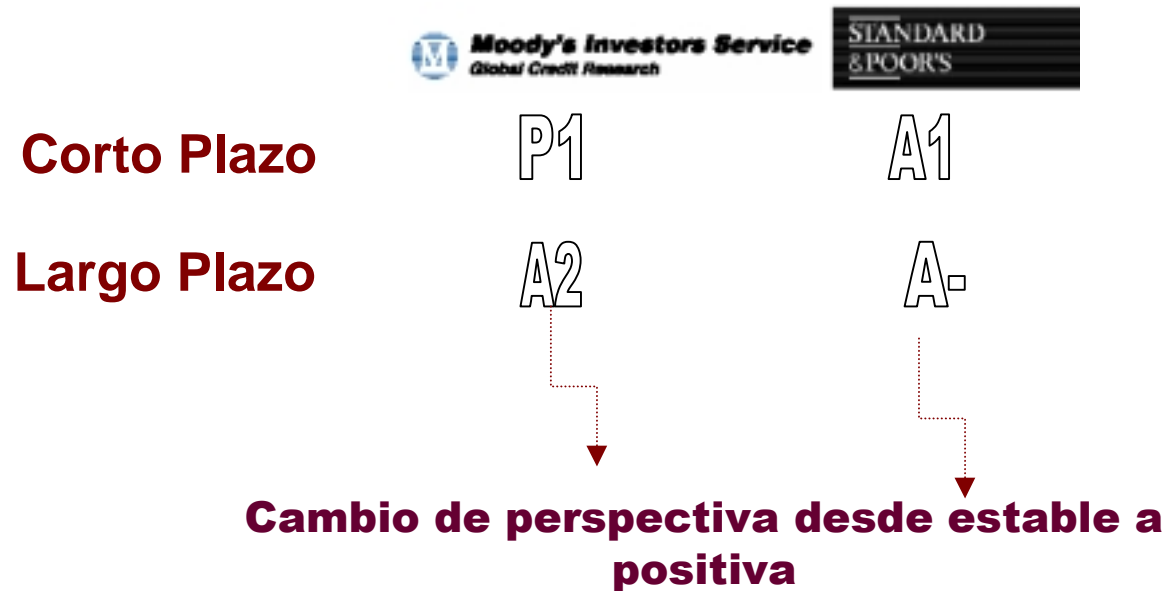 Moody's Investors Service
Global Credit Research
STANDARD
&POOR'S
Corto Plazo P1 A1
Largo Plazo A2 A-
Cambio de perspectiva desde estable a
positiva